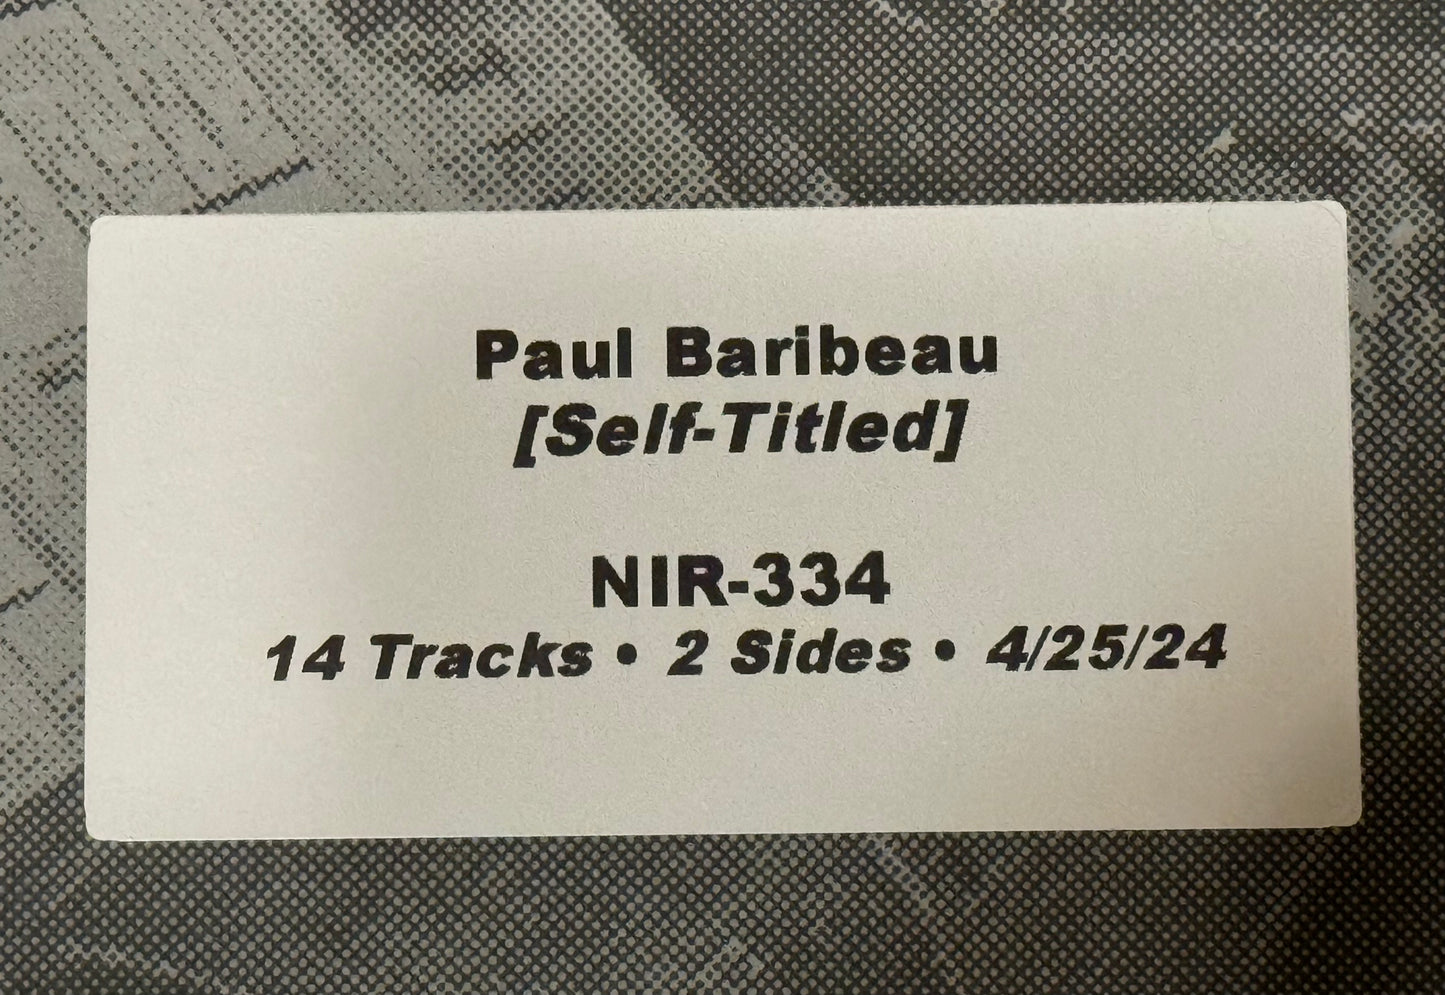 Paul Baribeau
[Self-Titled]
NIR-334
14 Tracks • 2 Sides • 4/25/24